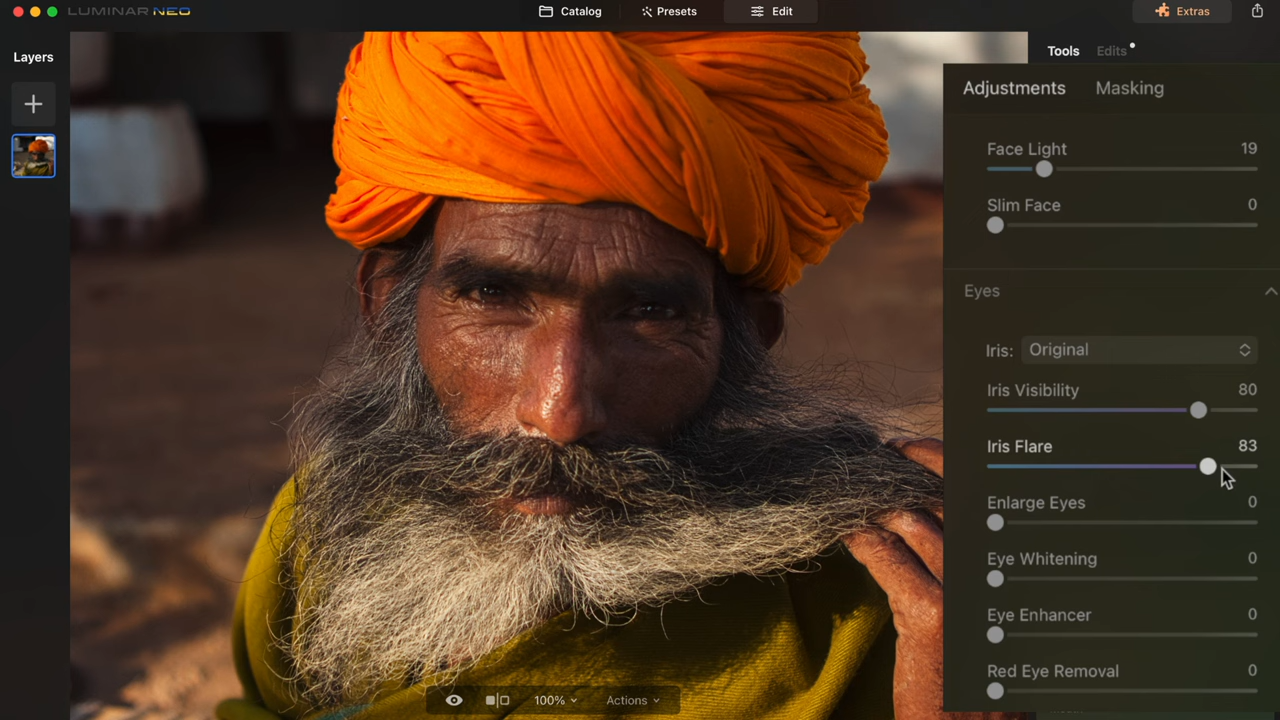 LUMINAR NEO
Catalog
Presets
Edit
Extras
Layers
Tools
Edits
Adjustments
Masking
Face Light 19
Slim Face 0
Eyes
Iris: Original
Iris Visibility 80
Iris Flare 83
Enlarge Eyes 0
Eye Whitening 0
Eye Enhancer 0
Red Eye Removal 0
100%
Actions